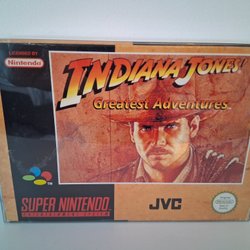 LICENSED BY
Nintendo
INDIANA JONES'
Greatest Adventures
SUPER NINTENDO
ENTERTAINMENT SYSTEM
JVC